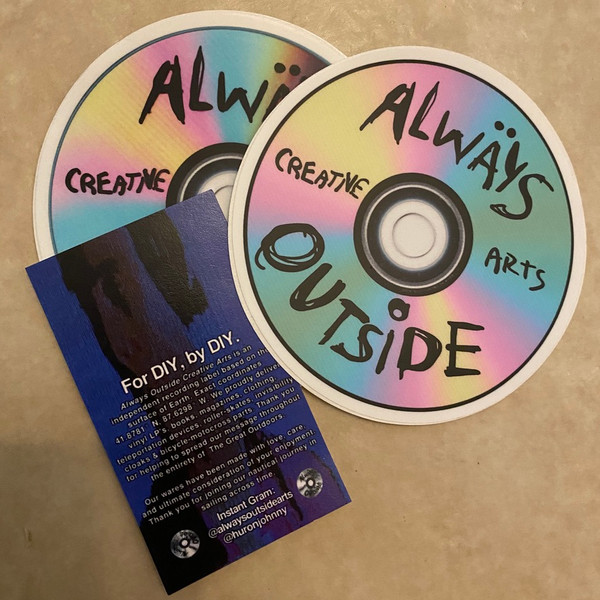 ALWÄ
CREATIVE
ALWÄYS
CREATIVE
ARTS
OUTSiDE
For DIY, by DIY.
Always Outside Creative Arts is an
independent recording label based on the
surface of Earth. Exact coordinates
41.8781° N, 87.6298° W. We proudly deliver
vinyl LP's, books, magazines, clothing,
teleportation devices, roller-skates, invisibility
cloaks & bicycle-motocross parts. Thank you
for helping to spread our message throughout
the entirety of The Great Outdoors.
Our wares have been made with love, care,
and ultimate consideration of your enjoyment.
Thank you for joining our nautical journey in
sailing across time.
Instant Gram:
@alwaysoutsidearts
@huronjohnny